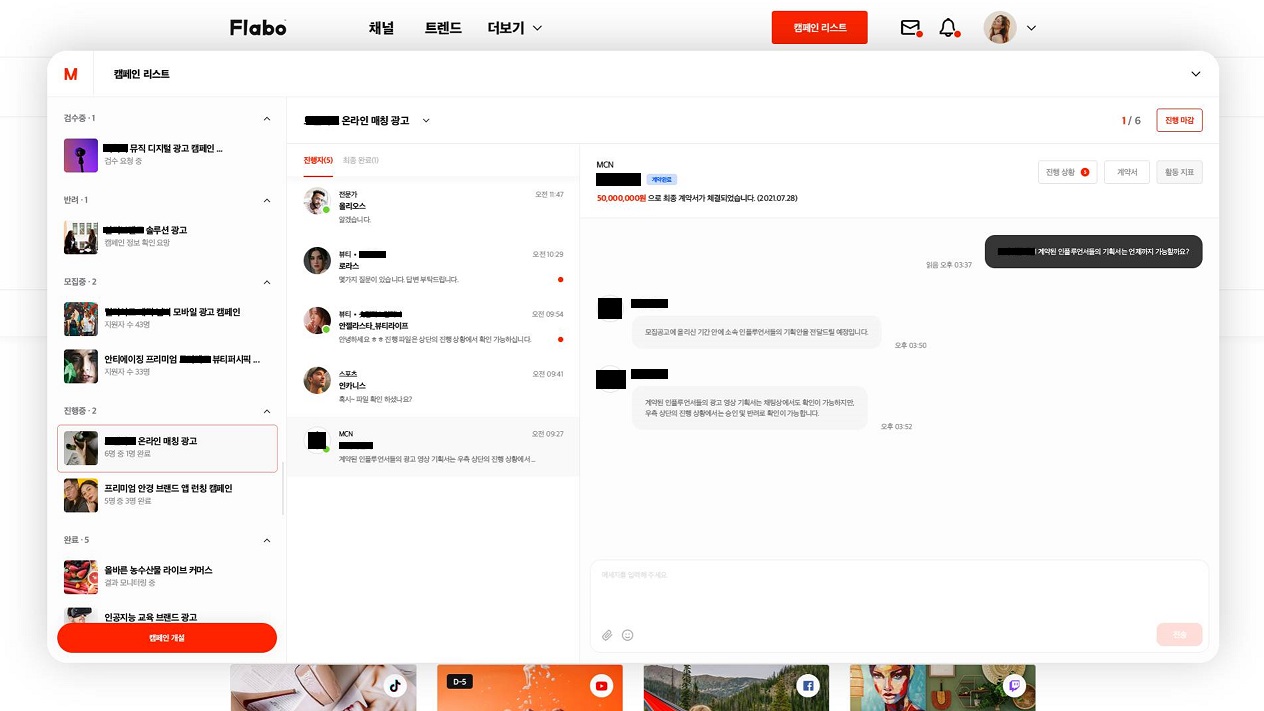 Flabo
채널
트렌드
더보기
캠페인 리스트
M
캠페인 리스트
검수중 · 1
뮤직 디지털 광고 캠페인 ...
검수 요청 중
반려 · 1
솔루션 광고
캠페인 정보 확인 요망
모집중 · 2
모바일 광고 캠페인
지원자 수 43명
안티에이징 프리미엄 뷰티퍼시픽 ...
지원자 수 33명
진행중 · 2
온라인 매칭 광고
6명 중 1명 완료
프리미엄 안경 브랜드 앱 런칭 캠페인
5명 중 3명 완료
완료 · 5
올바른 농수산물 라이브 커머스
결과 모니터링 중
인공지능 교육 브랜드 광고
캠페인 개설
온라인 매칭 광고
1 / 6
진행 마감
진행자(5)
최종 완료(1)
전문가
오전 11:47
올리오스
알겠습니다.
뷰티 •
오전 10:29
로라스
몇가지 질문이 있습니다. 답변 부탁드립니다.
뷰티 •
오전 09:54
안젤라스타_뷰티라이프
안녕하세요 ㅎㅎ 진행 파일은 상단의 진행 상황에서 확인 가능하십니다.
스포츠
오전 09:41
인카니스
혹시~ 파일 확인 하셨나요?
MCN
오전 09:27
계약된 인플루언서들의 광고 영상 기획서는 우측 상단의 진행 상황에서 ...
MCN
계약완료
50,000,000원 으로 최종 계약서가 체결되었습니다. (2021.07.28)
진행 상황
계약서
활동 지표
! 계약된 인플루언서들의 기획서는 언제까지 가능할까요?
읽음 오후 03:37
모집공고에 올리신 기간 안에 소속 인플루언서들의 기획안을 전달드릴 예정입니다.
오후 03:50
계약된 인플루언서들의 광고 영상 기획서는 채팅상에서도 확인이 가능하지만,
우측 상단의 진행 상황에서는 승인 및 반려로 확인이 가능합니다.
오후 03:52
메세지를 입력해 주세요.
전송
D-5